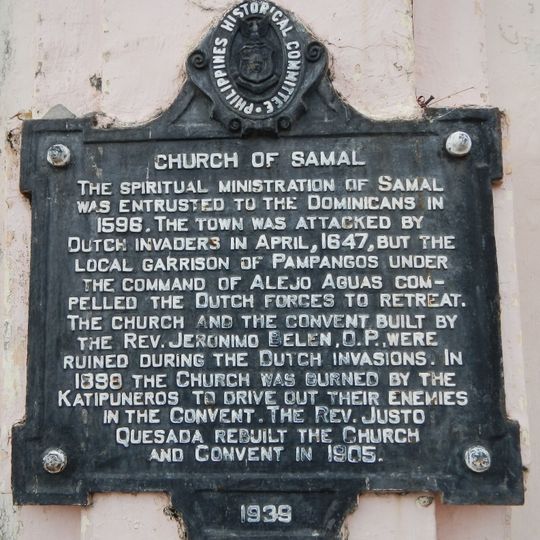 PHILIPPINES HISTORICAL COMMITTEE •
CHURCH OF SAMAL
THE SPIRITUAL MINISTRATION OF SAMAL
WAS ENTRUSTED TO THE DOMINICANS IN
1596. THE TOWN WAS ATTACKED BY
DUTCH INVADERS IN APRIL, 1647, BUT THE
LOCAL GARRISON OF PAMPANGOS UNDER
THE COMMAND OF ALEJO AGUAS COM-
PELLED THE DUTCH FORCES TO RETREAT.
THE CHURCH AND THE CONVENT, BUILT BY
THE REV. JERONIMO BELEN, O.P., WERE
RUINED DURING THE DUTCH INVASIONS. IN
1898 THE CHURCH WAS BURNED BY THE
KATIPUNEROS TO DRIVE OUT THEIR ENEMIES
IN THE CONVENT. THE REV. JUSTO
QUESADA REBUILT THE CHURCH
AND CONVENT IN 1905.
1939